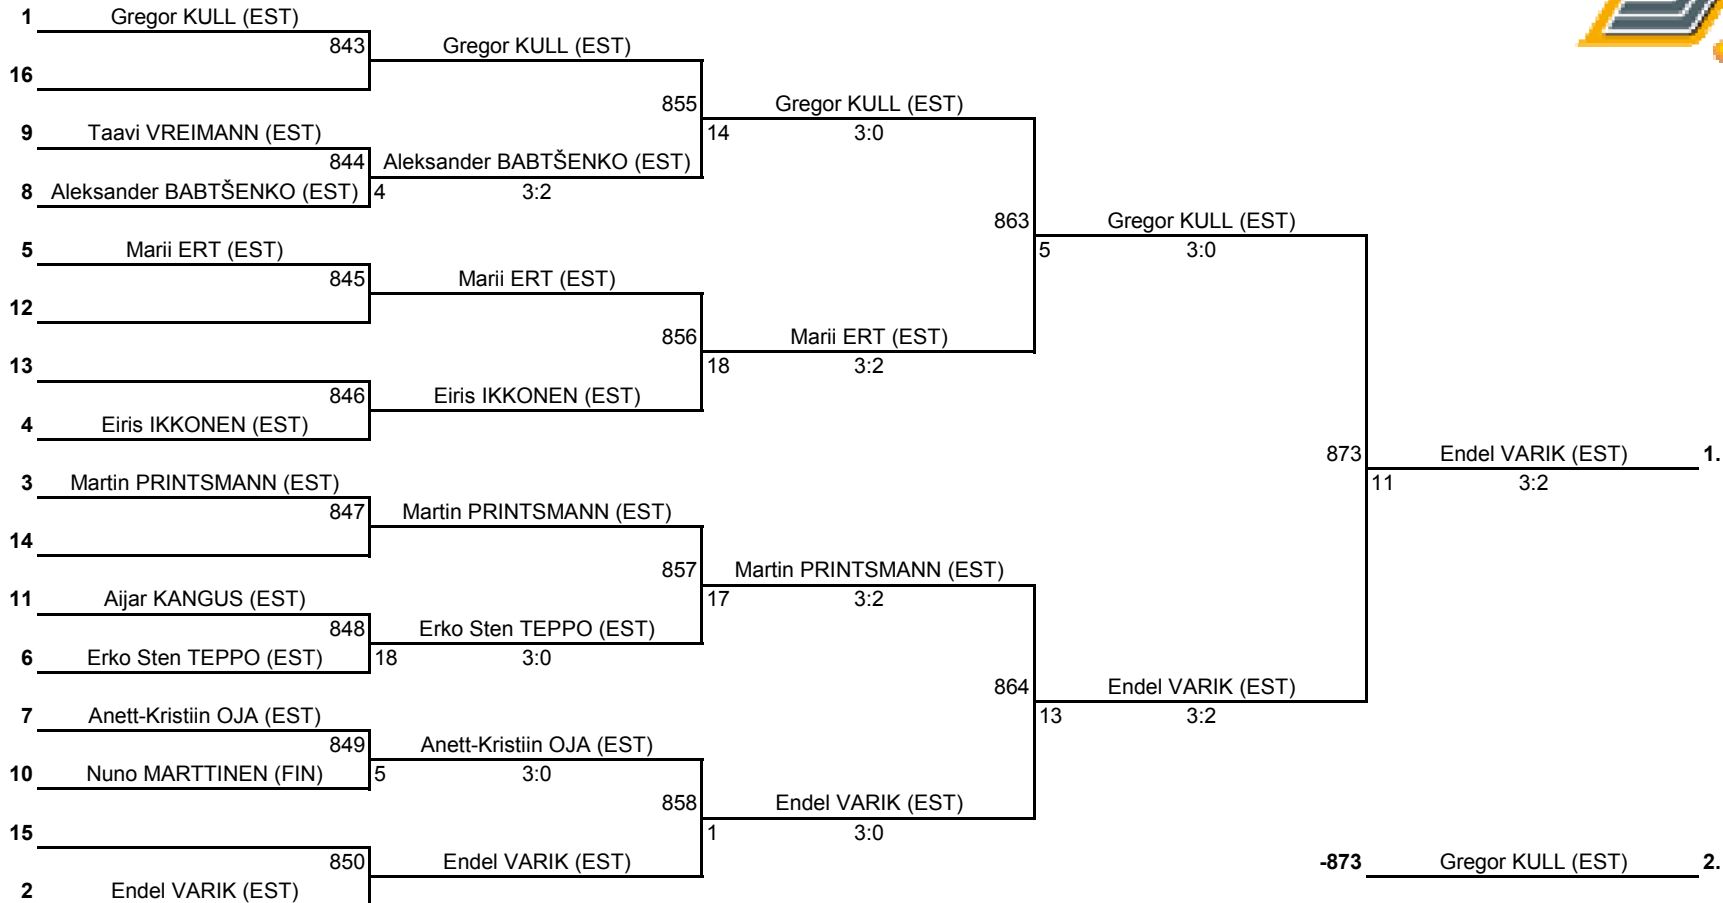 1 Gregor KULL (EST)
843 Gregor KULL (EST)
16
855 Gregor KULL (EST)
9 Taavi VREIMANN (EST) 14 3:0
844 Aleksander BABTŠENKO (EST)
8 Aleksander BABTŠENKO (EST) 4 3:2
863 Gregor KULL (EST)
5 Marii ERT (EST) 5 3:0
845 Marii ERT (EST)
12
856 Marii ERT (EST)
13 18 3:2
846 Eiris IKKONEN (EST)
4 Eiris IKKONEN (EST)
873 Endel VARIK (EST) 1.
3 Martin PRINTSMANN (EST) 11 3:2
847 Martin PRINTSMANN (EST)
14
857 Martin PRINTSMANN (EST)
11 Aijar KANGUS (EST) 17 3:2
848 Erko Sten TEPPO (EST)
6 Erko Sten TEPPO (EST) 18 3:0
864 Endel VARIK (EST)
7 Anett-Kristiin OJA (EST) 13 3:2
849 Anett-Kristiin OJA (EST)
10 Nuno MARTTINEN (FIN) 5 3:0
858 Endel VARIK (EST)
15 1 3:0
850 Endel VARIK (EST) -873 Gregor KULL (EST) 2.
2 Endel VARIK (EST)